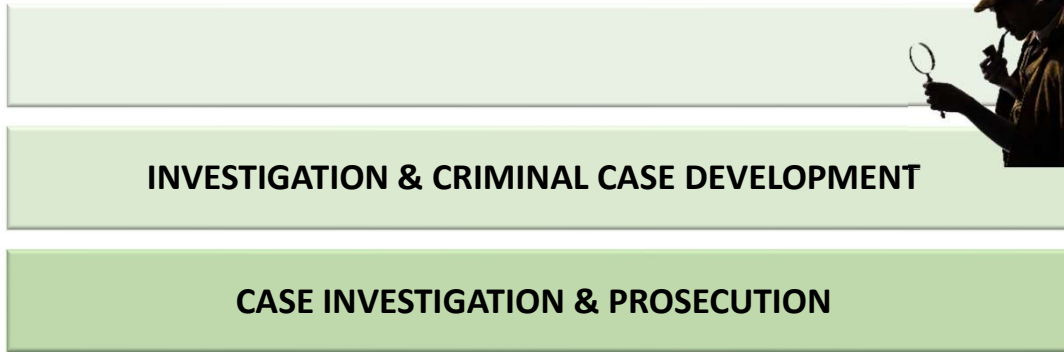 INVESTIGATION & CRIMINAL CASE DEVELOPMENT
CASE INVESTIGATION & PROSECUTION